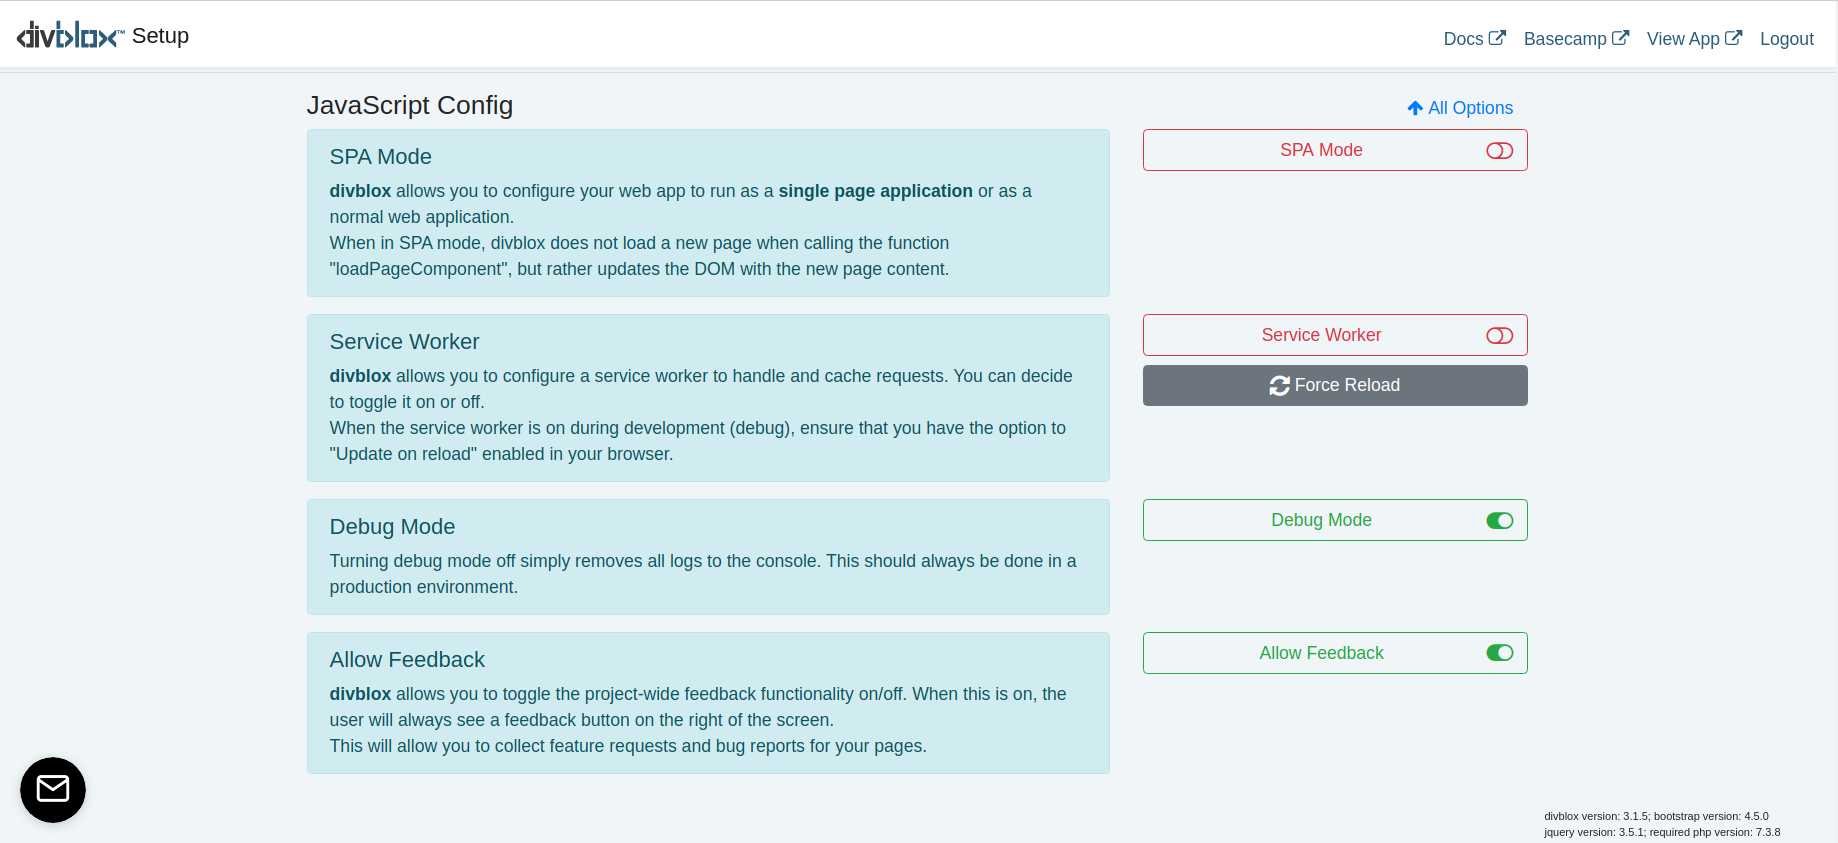 divblox™ Setup
Docs Basecamp View App Logout
JavaScript Config
All Options
SPA Mode
divblox allows you to configure your web app to run as a single page application or as a
normal web application.
When in SPA mode, divblox does not load a new page when calling the function
"loadPageComponent", but rather updates the DOM with the new page content.
SPA Mode
Service Worker
divblox allows you to configure a service worker to handle and cache requests. You can decide
to toggle it on or off.
When the service worker is on during development (debug), ensure that you have the option to
"Update on reload" enabled in your browser.
Service Worker
Force Reload
Debug Mode
Turning debug mode off simply removes all logs to the console. This should always be done in a
production environment.
Debug Mode
Allow Feedback
divblox allows you to toggle the project-wide feedback functionality on/off. When this is on, the
user will always see a feedback button on the right of the screen.
This will allow you to collect feature requests and bug reports for your pages.
Allow Feedback
divblox version: 3.1.5; bootstrap version: 4.5.0
jquery version: 3.5.1; required php version: 7.3.8